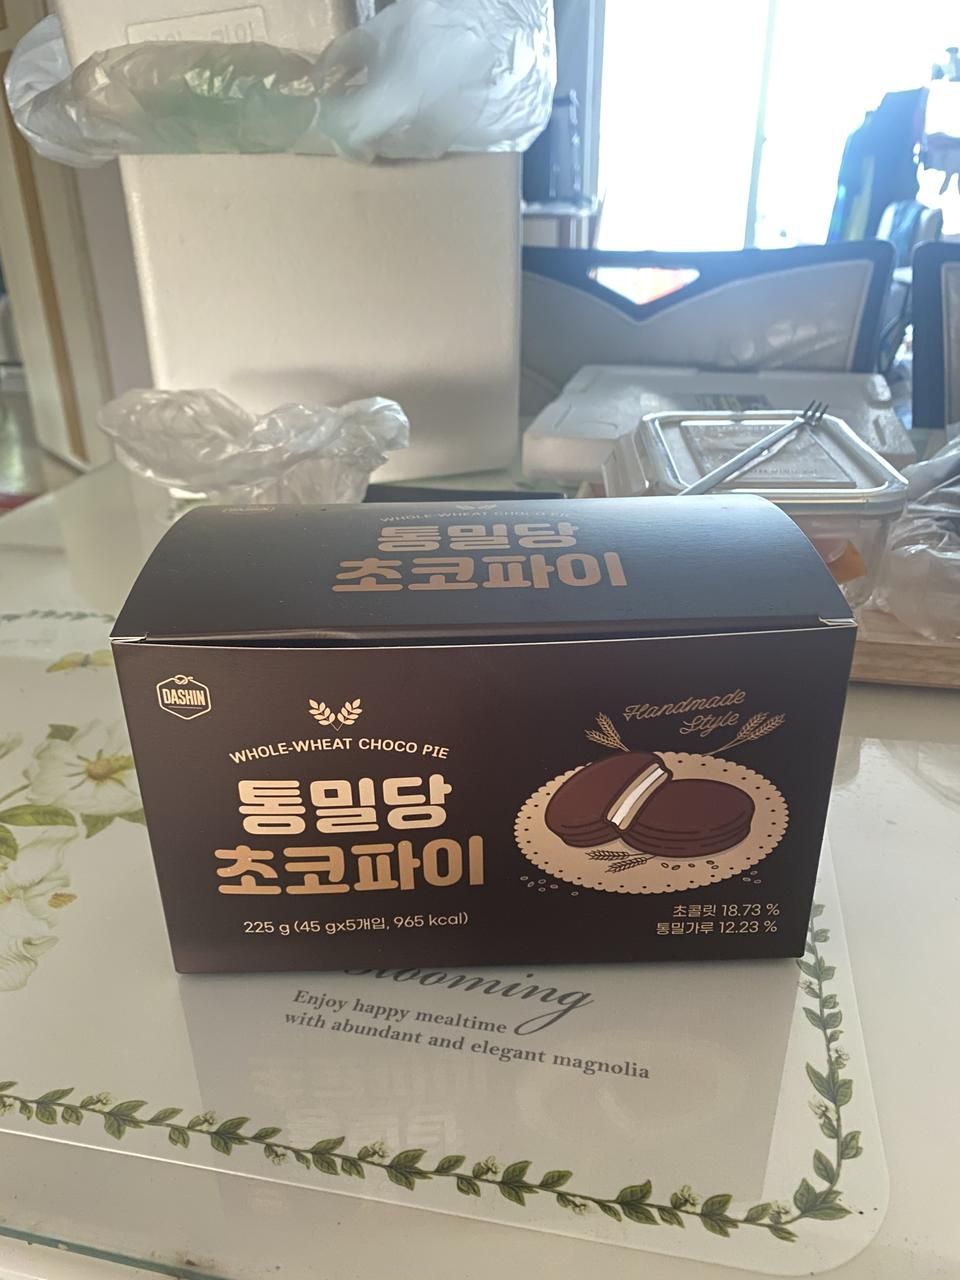 WHOLE-WHEAT CHOCO PIE
통밀당
초코파이
DASHIN
WHOLE-WHEAT CHOCO PIE
통밀당
초코파이
225 g (45 gx5개입, 965 kcal)
Handmade
Style
초콜릿 18.73 %
통밀가루 12.23 %
Blooming
Enjoy happy mealtime
with abundant and elegant magnolia